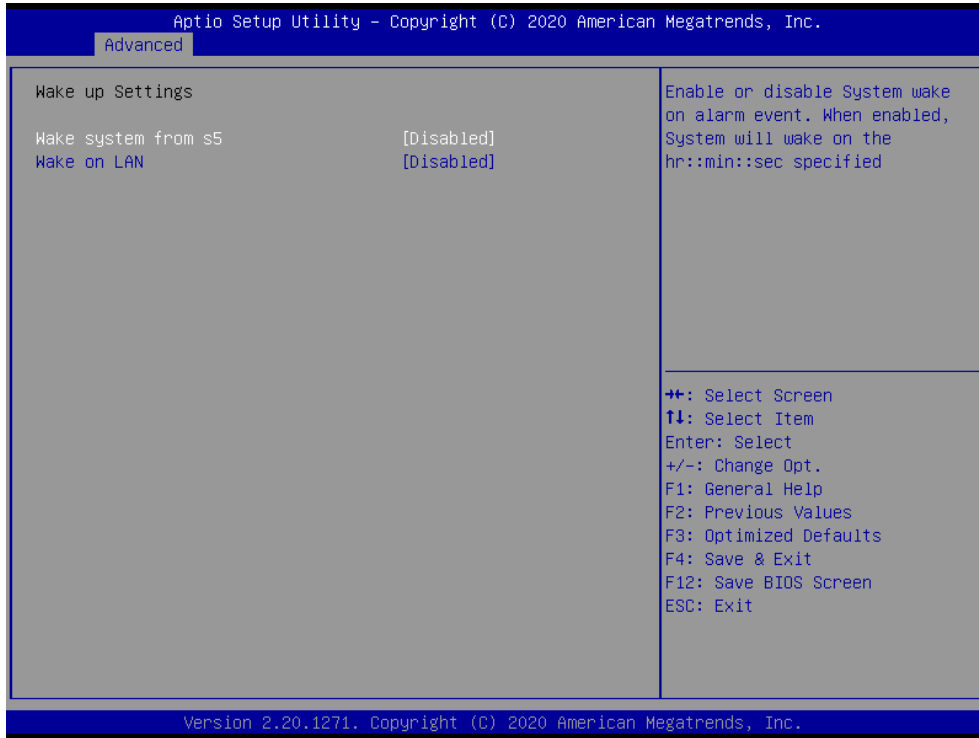 Aptio Setup Utility – Copyright (C) 2020 American Megatrends, Inc.
Advanced
Wake up Settings
Wake system from s5 [Disabled]
Wake on LAN [Disabled]
Enable or disable System wake
on alarm event. When enabled,
System will wake on the
hr::min::sec specified
→←: Select Screen
↑↓: Select Item
Enter: Select
+/-: Change Opt.
F1: General Help
F2: Previous Values
F3: Optimized Defaults
F4: Save & Exit
F12: Save BIOS Screen
ESC: Exit
Version 2.20.1271. Copyright (C) 2020 American Megatrends, Inc.